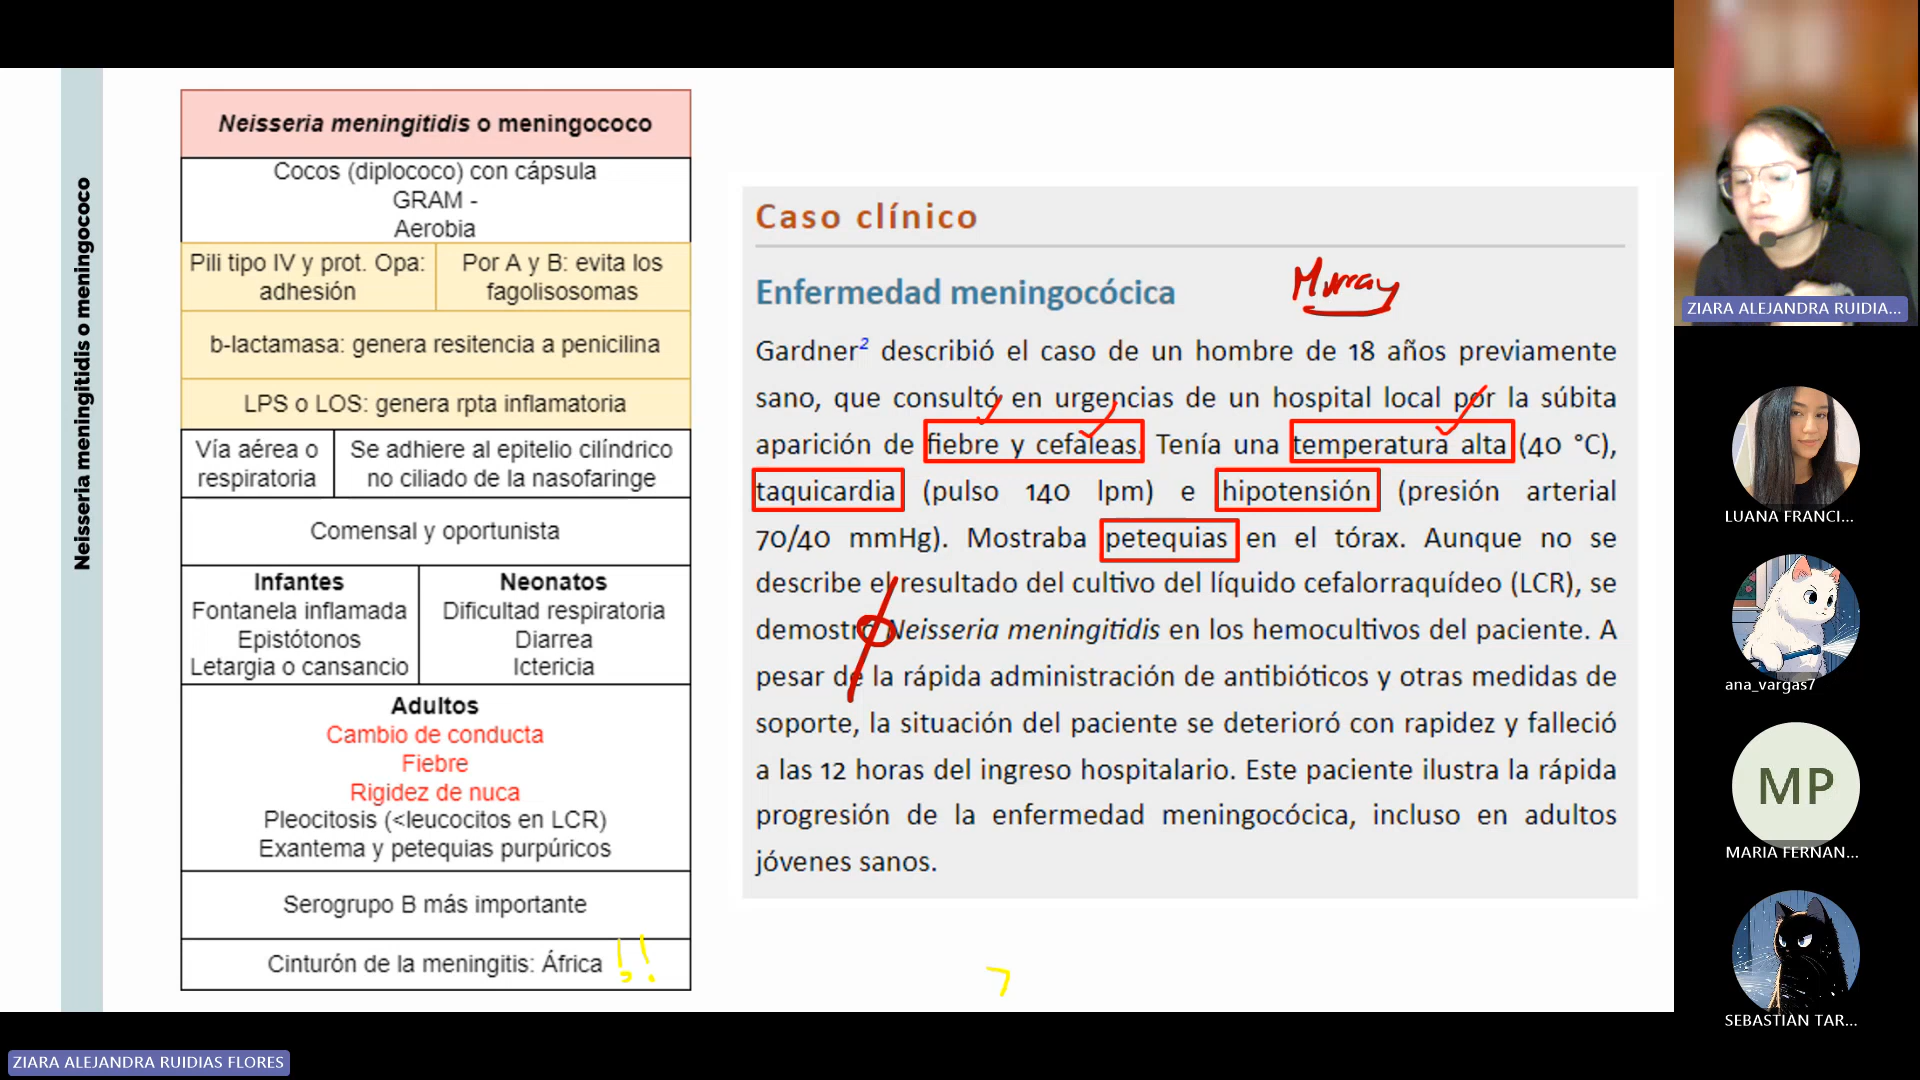 Neisseria meningitidis o meningococo
Neisseria meningitidis o meningococo
Cocos (diplococo) con cápsula
GRAM -
Aerobia
Pili tipo IV y prot. Opa:
adhesión
Por A y B: evita los
fagolisosomas
b-lactamasa: genera resitencia a penicilina
LPS o LOS: genera rpta inflamatoria
Vía aérea o
respiratoria
Se adhiere al epitelio cilíndrico
no ciliado de la nasofaringe
Comensal y oportunista
Infantes
Fontanela inflamada
Epistótonos
Letargia o cansancio
Neonatos
Dificultad respiratoria
Diarrea
Ictericia
Adultos
Cambio de conducta
Fiebre
Rigidez de nuca
Pleocitosis (<leucocitos en LCR)
Exantema y petequias purpúricos
Serogrupo B más importante
Cinturón de la meningitis: África !!
Caso clínico
Enfermedad meningocócica
Murray
Gardner² describió el caso de un hombre de 18 años previamente
sano, que consultó en urgencias de un hospital local por la súbita
aparición de fiebre y cefaleas. Tenía una temperatura alta (40 °C),
taquicardia (pulso 140 lpm) e hipotensión (presión arterial
70/40 mmHg). Mostraba petequias en el tórax. Aunque no se
describe el resultado del cultivo del líquido cefalorraquídeo (LCR), se
demostró Neisseria meningitidis en los hemocultivos del paciente. A
pesar de la rápida administración de antibióticos y otras medidas de
soporte, la situación del paciente se deterioró con rapidez y falleció
a las 12 horas del ingreso hospitalario. Este paciente ilustra la rápida
progresión de la enfermedad meningocócica, incluso en adultos
jóvenes sanos.
ZIARA ALEJANDRA RUIDIA...
LUANA FRANCI...
ana_vargas7
MP
MARIA FERNAN...
SEBASTIAN TAR...
ZIARA ALEJANDRA RUIDIAS FLORES